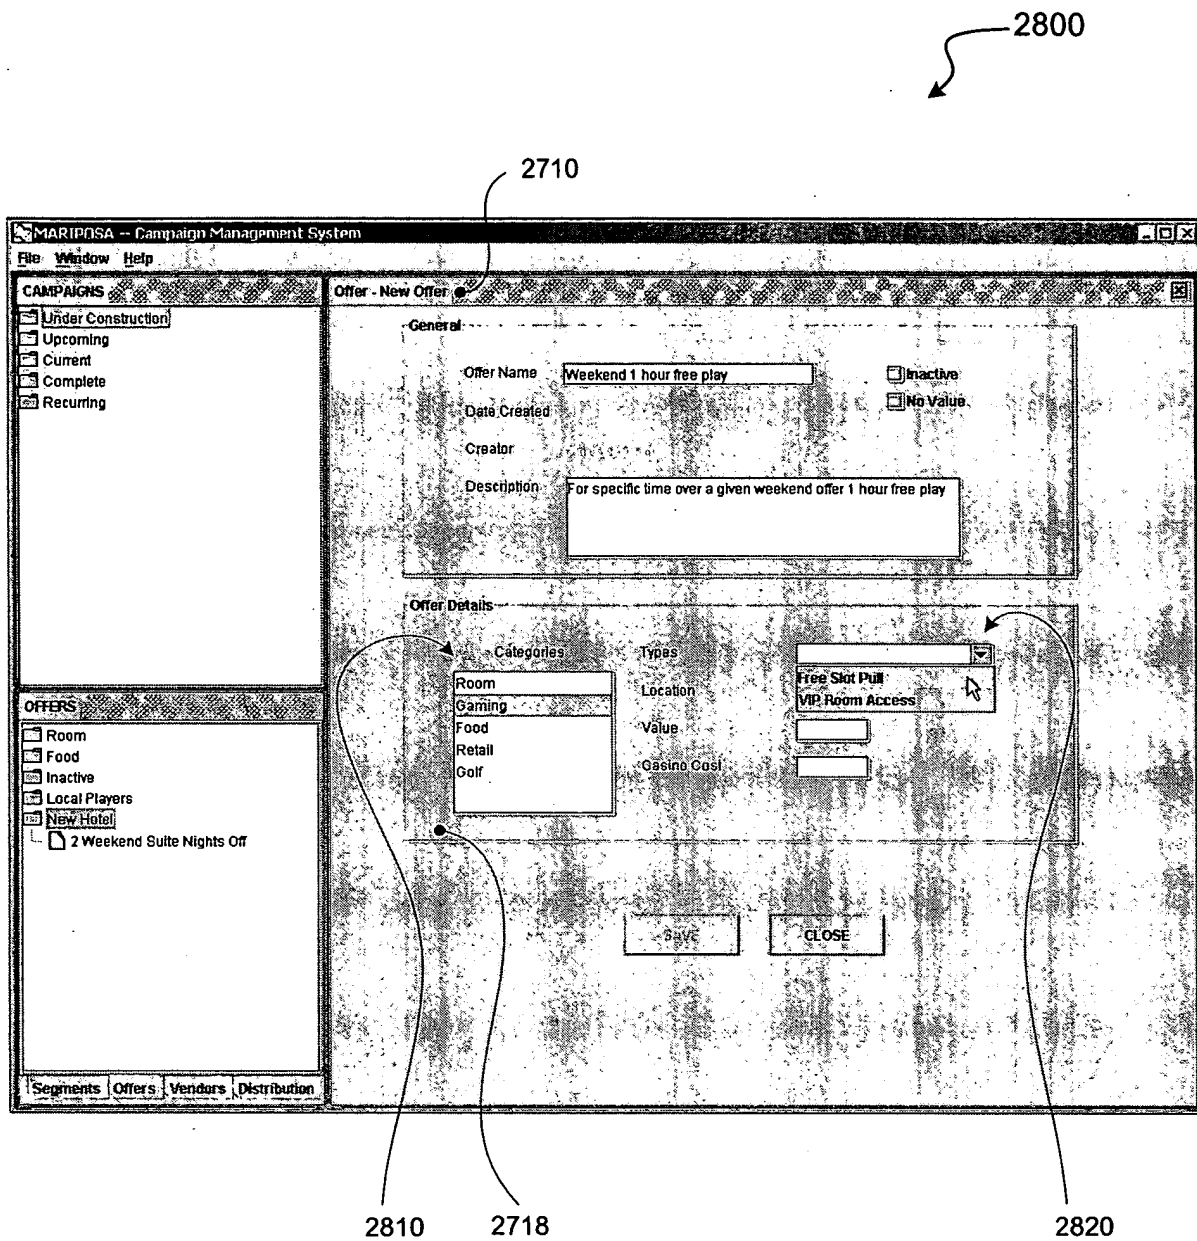 2800
2710
MARIPOSA -- Campaign Management System
File Window Help
CAMPAIGNS
Under Construction
Upcoming
Current
Complete
Recurring
Offer - New Offer
General
Offer Name Weekend 1 hour free play
Inactive
Date Created
No Value
Creator
Description For specific time over a given weekend offer 1 hour free play
Offer Details
Categories
Room
Gaming
Food
Retail
Golf
Types
Free Slot Pull
VIP Room Access
Location
Value
Casino Cost
OFFERS
Room
Food
Inactive
Local Players
New Hotel
2 Weekend Suite Nights Off
SAVE
CLOSE
Segments Offers Vendors Distribution
2810
2718
2820